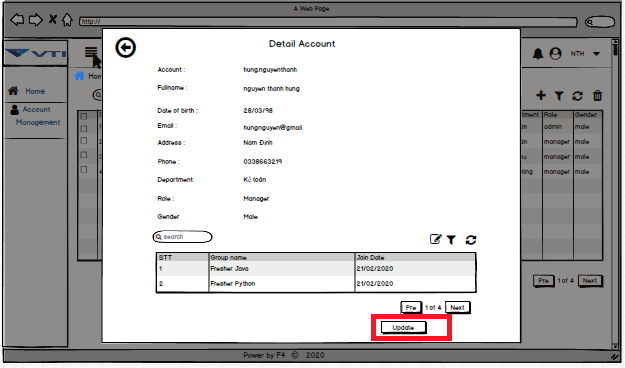 A Web Page
http://
VTI
NTH
Home
Account
Management
Detail Account
Account :
hung.nguyenthanh
Fullname :
nguyen thanh hung
Date of birth :
28/03/98
Email :
hungnguyen@gmail
Address :
Nam Định
Phone :
0338663219
Department
Kế toán
Role :
Manager
Gender
Male
search
STT Group name Join Date
1 Fresher Java 21/02/2020
2 Fresher Python 21/02/2020
Pre 1 of 4 Next
Update
Role Gender
admin male
manager male
manager male
manager male
Pre 1 of 4 Next
Power by F4 © 2020